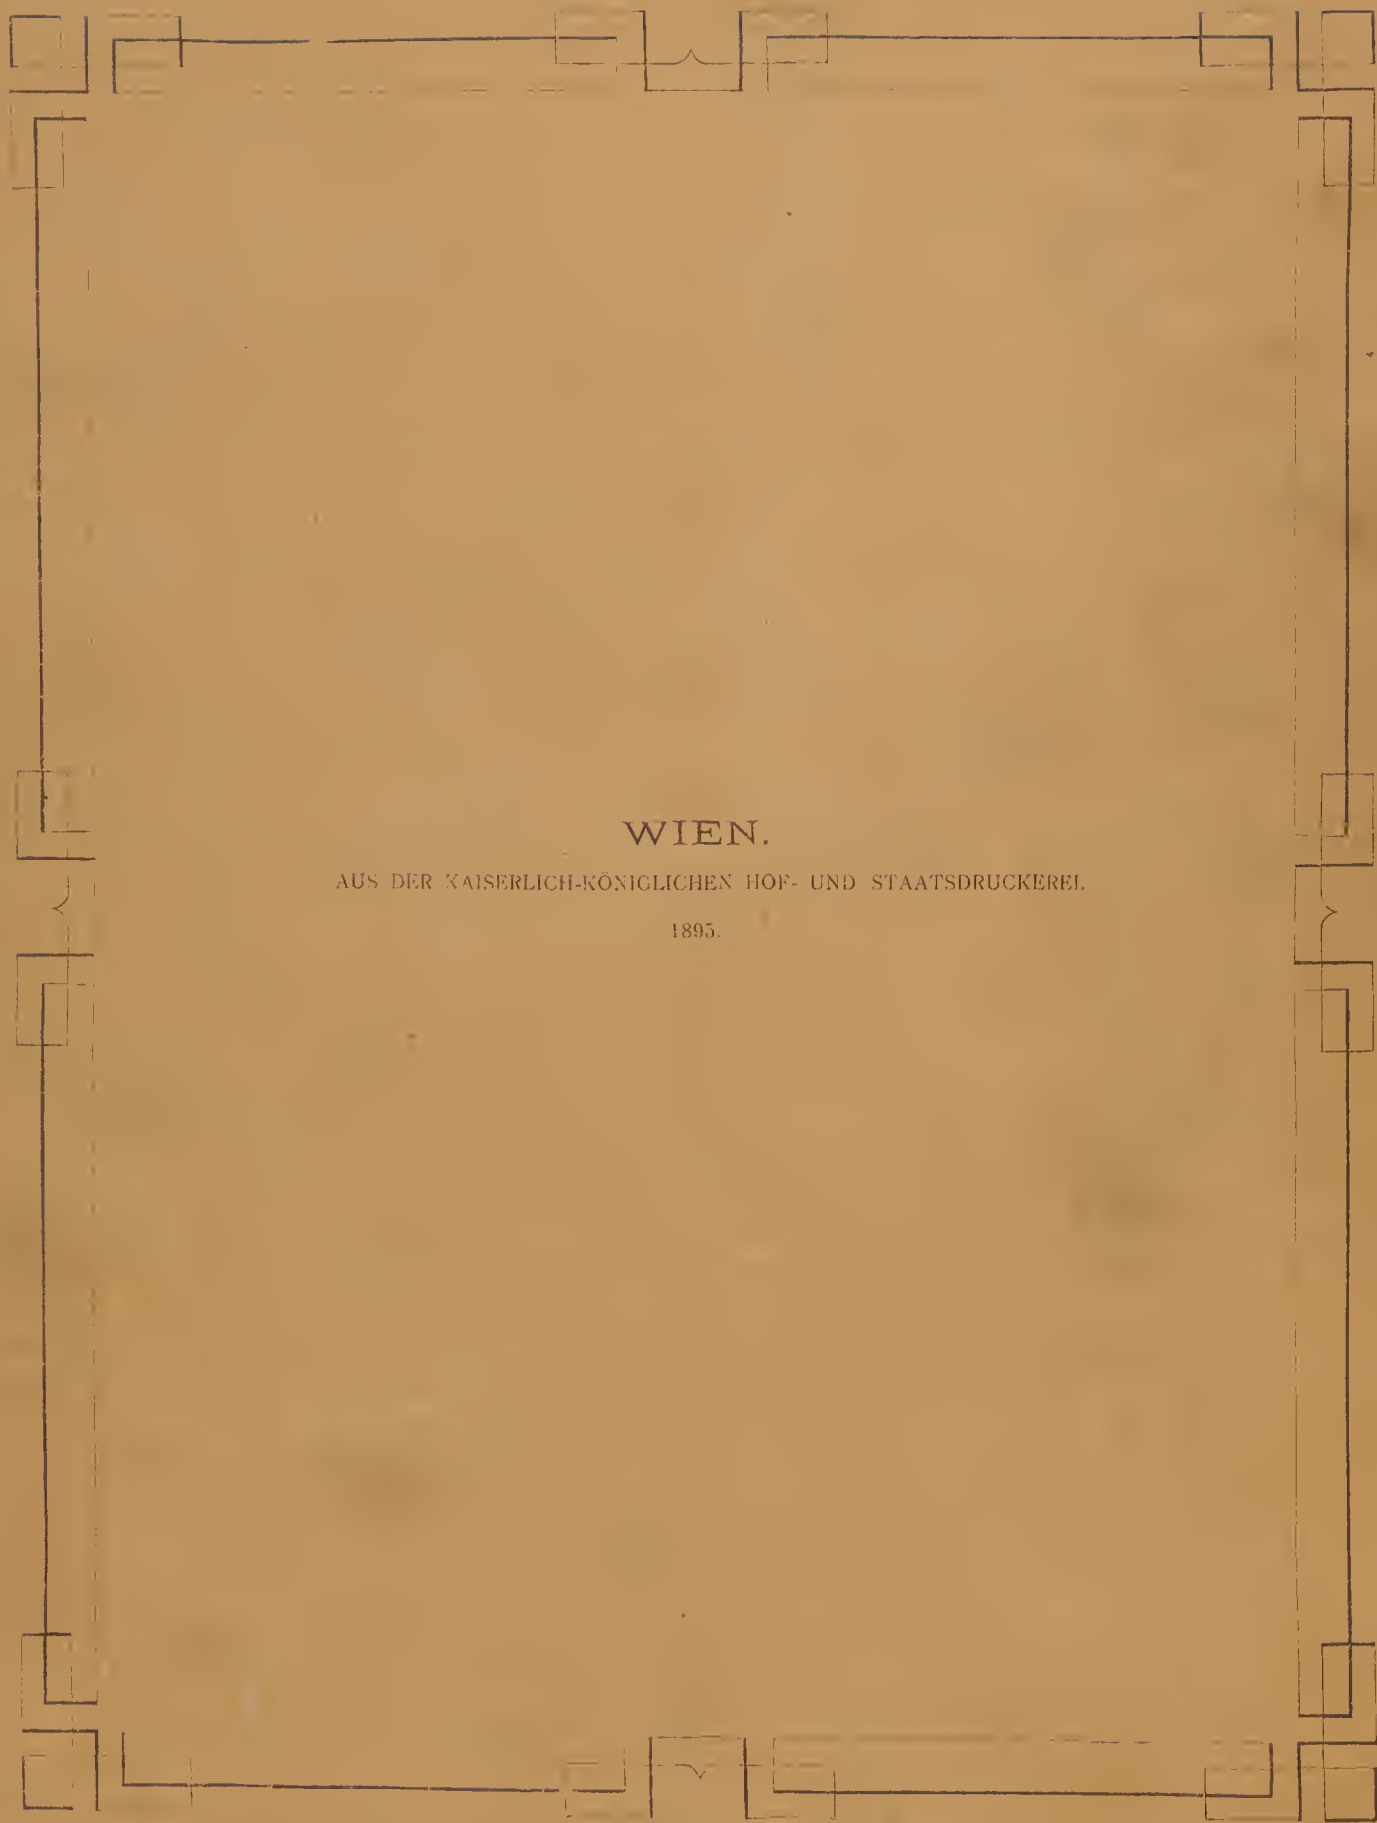 WIEN.
AUS DER KAISERLICH-KÖNIGLICHEN HOF- UND STAATSDRUCKEREI.
1895.